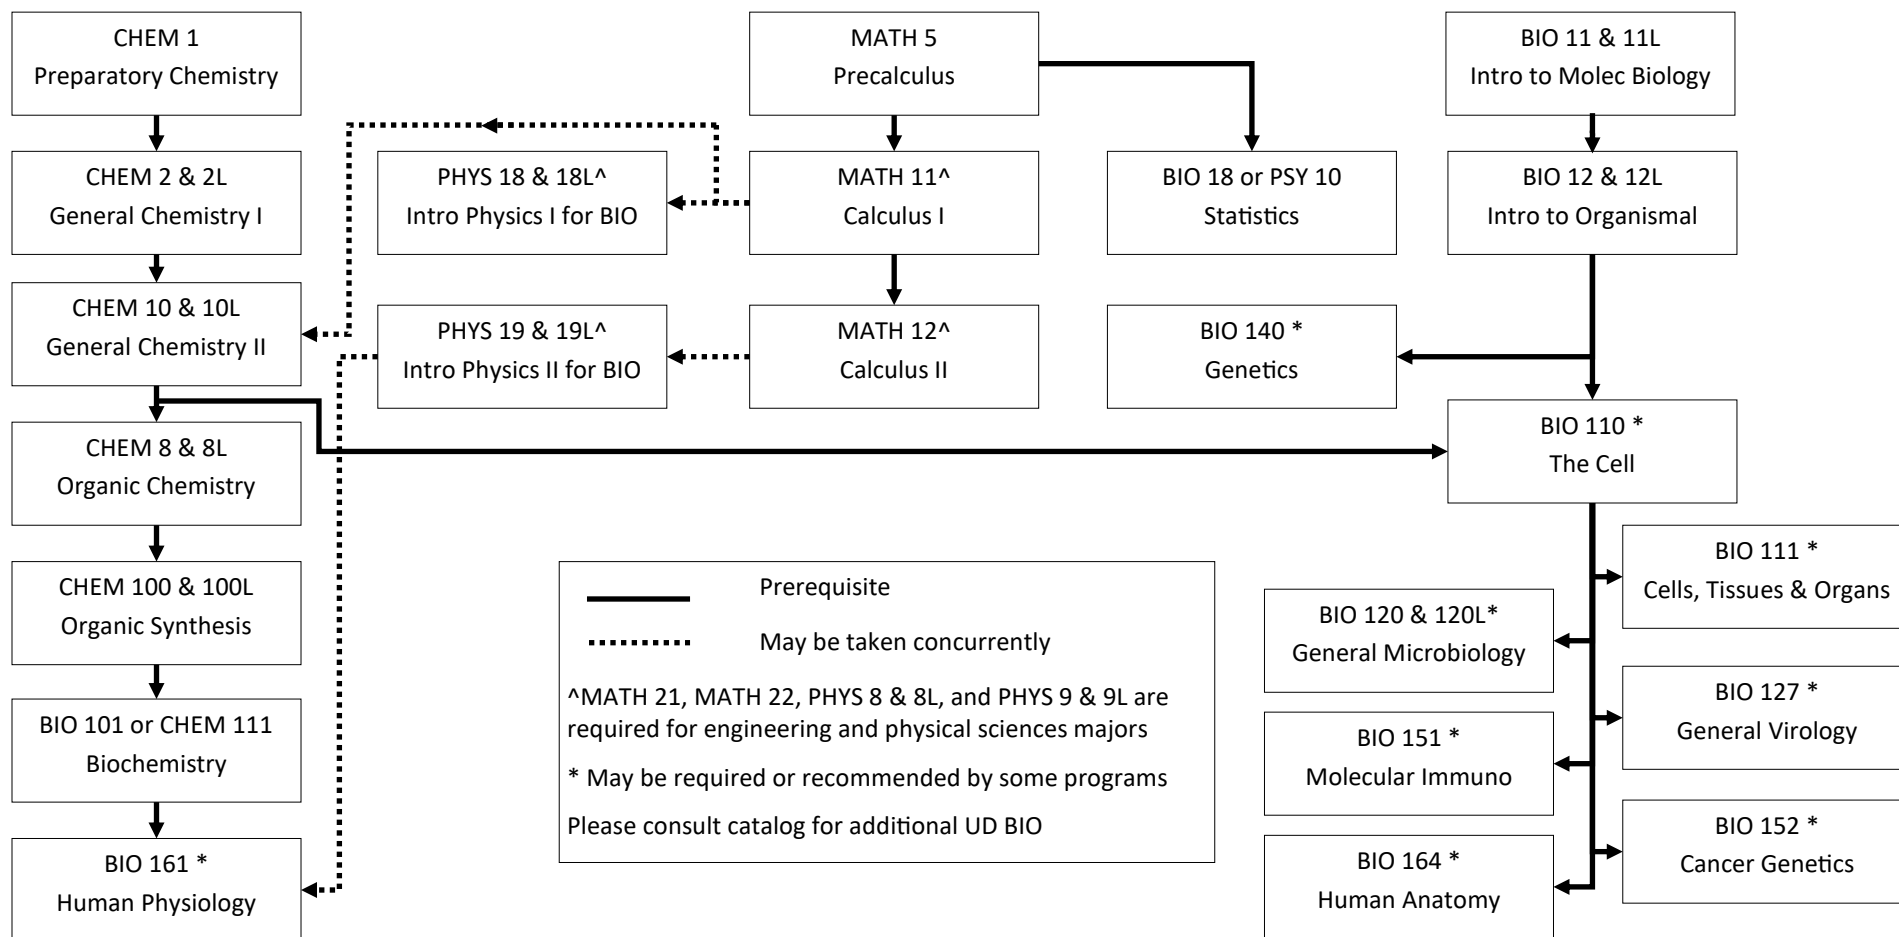 CHEM 1
Preparatory Chemistry
MATH 5
Precalculus
BIO 11 & 11L
Intro to Molec Biology
CHEM 2 & 2L
General Chemistry I
PHYS 18 & 18L^
Intro Physics I for BIO
MATH 11^
Calculus I
BIO 18 or PSY 10
Statistics
BIO 12 & 12L
Intro to Organismal
CHEM 10 & 10L
General Chemistry II
PHYS 19 & 19L^
Intro Physics II for BIO
MATH 12^
Calculus II
BIO 140 *
Genetics
BIO 110 *
The Cell
CHEM 8 & 8L
Organic Chemistry
CHEM 100 & 100L
Organic Synthesis
BIO 101 or CHEM 111
Biochemistry
BIO 161 *
Human Physiology
Prerequisite
May be taken concurrently
^MATH 21, MATH 22, PHYS 8 & 8L, and PHYS 9 & 9L are
required for engineering and physical sciences majors
* May be required or recommended by some programs
Please consult catalog for additional UD BIO
BIO 111 *
Cells, Tissues & Organs
BIO 120 & 120L*
General Microbiology
BIO 127 *
General Virology
BIO 151 *
Molecular Immuno
BIO 152 *
Cancer Genetics
BIO 164 *
Human Anatomy